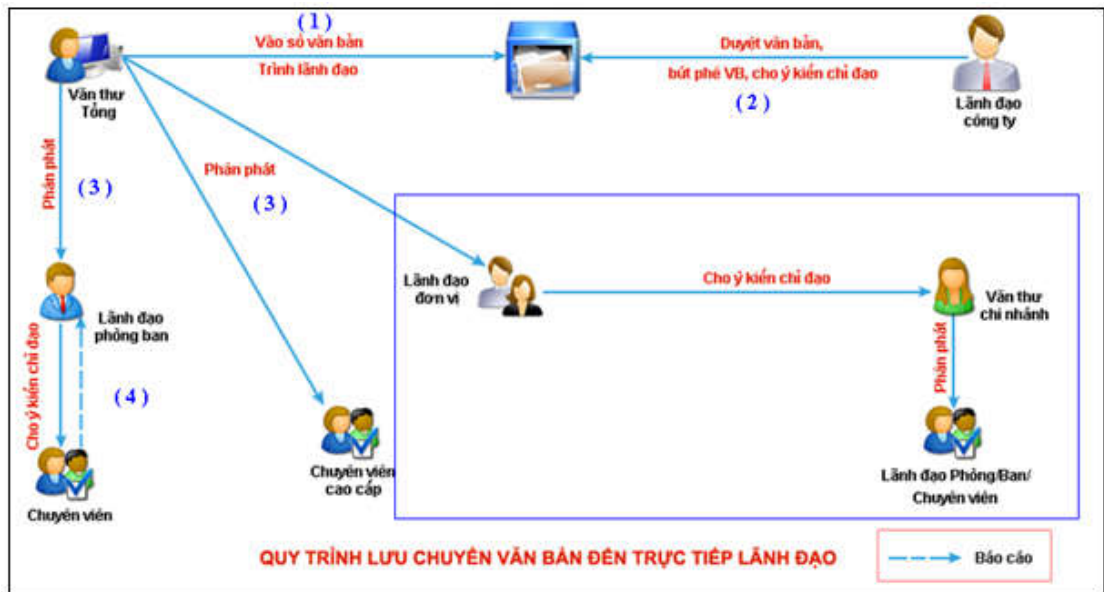 ( 1 )
Vào sổ văn bản
Trình lãnh đạo
Duyệt văn bản,
bút phê VB, cho ý kiến chỉ đạo
( 2 )
Văn thư
Tổng
Lãnh đạo
công ty
Phân phát
( 3 )
Phân phát
( 3 )
Lãnh đạo
phòng ban
Lãnh đạo
đơn vị
Cho ý kiến chỉ đạo
Văn thư
chi nhánh
Phân phát
Cho ý kiến chỉ đạo
( 4 )
Chuyên viên
Chuyên viên
cao cấp
Lãnh đạo Phòng/Ban/
Chuyên viên
QUY TRÌNH LƯU CHUYỂN VĂN BẢN ĐẾN TRỰC TIẾP LÃNH ĐẠO
Báo cáo